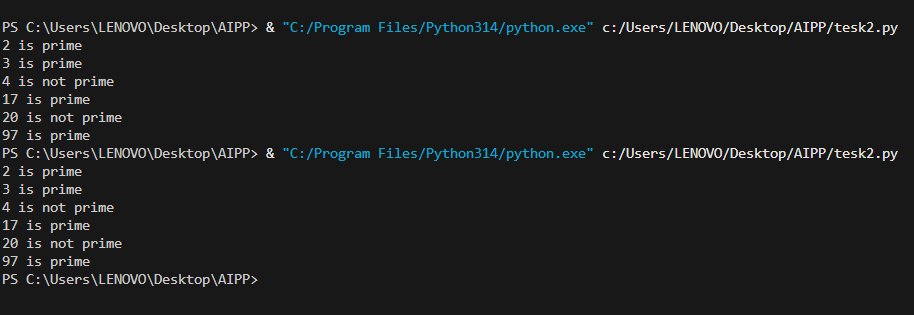 PS C:\Users\LENOVO\Desktop\AIPP> & "C:/Program Files/Python314/python.exe" c:/Users/LENOVO/Desktop/AIPP/tesk2.py
2 is prime
3 is prime
4 is not prime
17 is prime
20 is not prime
97 is prime
PS C:\Users\LENOVO\Desktop\AIPP> & "C:/Program Files/Python314/python.exe" c:/Users/LENOVO/Desktop/AIPP/tesk2.py
2 is prime
3 is prime
4 is not prime
17 is prime
20 is not prime
97 is prime
PS C:\Users\LENOVO\Desktop\AIPP>